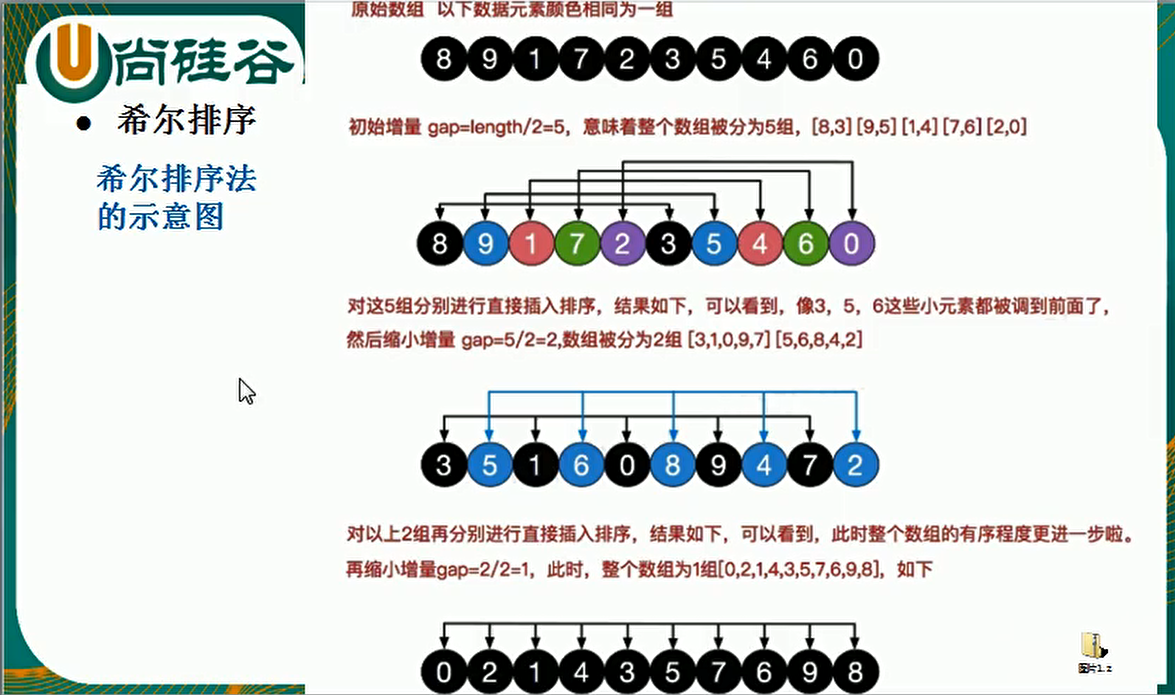 原始数组 以下数据元素颜色相同为一组
尚硅谷
8 9 1 7 2 3 5 4 6 0
希尔排序
初始增量 gap=length/2=5，意味着整个数组被分为5组，[8,3] [9,5] [1,4] [7,6] [2,0]
希尔排序法
的示意图
8 9 1 7 2 3 5 4 6 0
对这5组分别进行直接插入排序，结果如下，可以看到，像3，5，6这些小元素都被调到前面了，
然后缩小增量 gap=5/2=2,数组被分为2组 [3,1,0,9,7] [5,6,8,4,2]
3 5 1 6 0 8 9 4 7 2
对以上2组再分别进行直接插入排序，结果如下，可以看到，此时整个数组的有序程度更进一步啦。
再缩小增量gap=2/2=1，此时，整个数组为1组[0,2,1,4,3,5,7,6,9,8]，如下
0 2 1 4 3 5 7 6 9 8
图片1.z